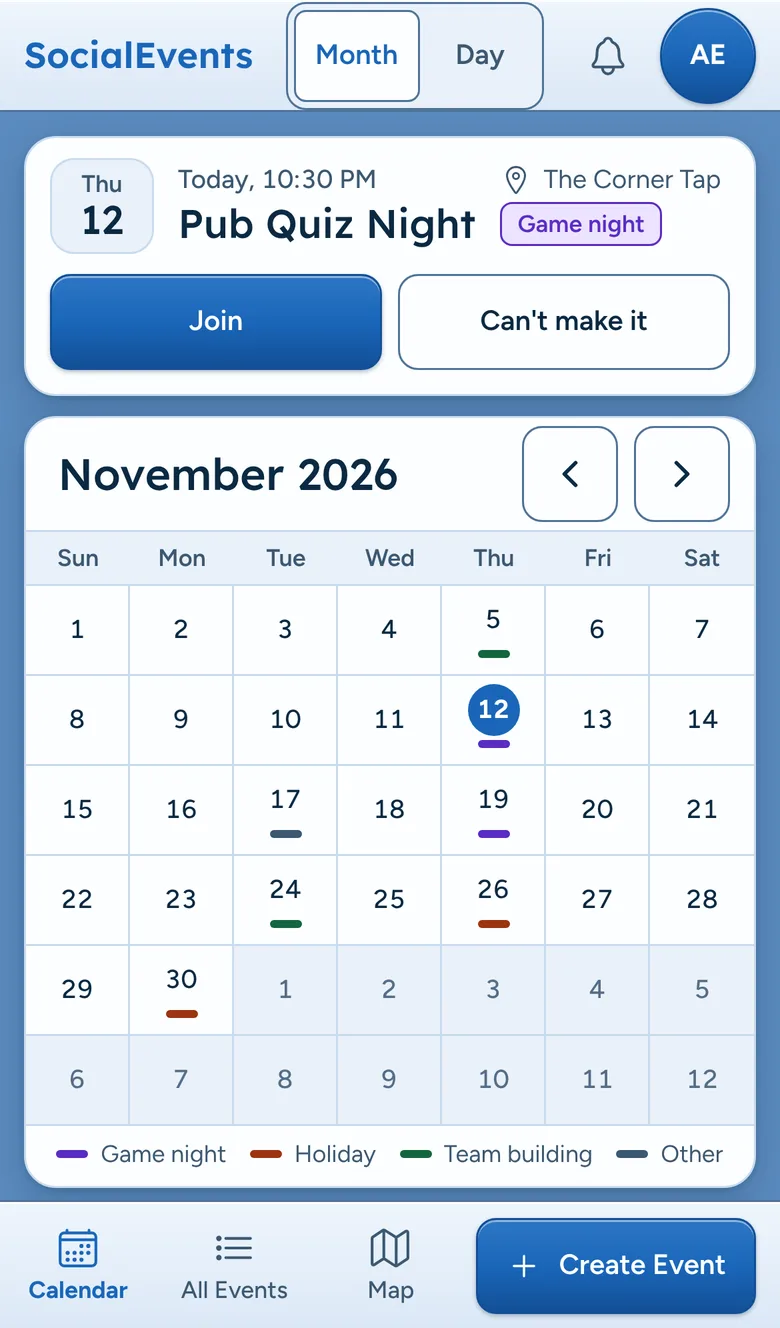 SocialEvents Month Day AE
Thu
12
Today, 10:30 PM
The Corner Tap
Pub Quiz Night
Game night
Join
Can't make it
November 2026
Sun Mon Tue Wed Thu Fri Sat
1 2 3 4 5 6 7
8 9 10 11 12 13 14
15 16 17 18 19 20 21
22 23 24 25 26 27 28
29 30 1 2 3 4 5
6 7 8 9 10 11 12
Game night Holiday Team building Other
Calendar
All Events
Map
Create Event